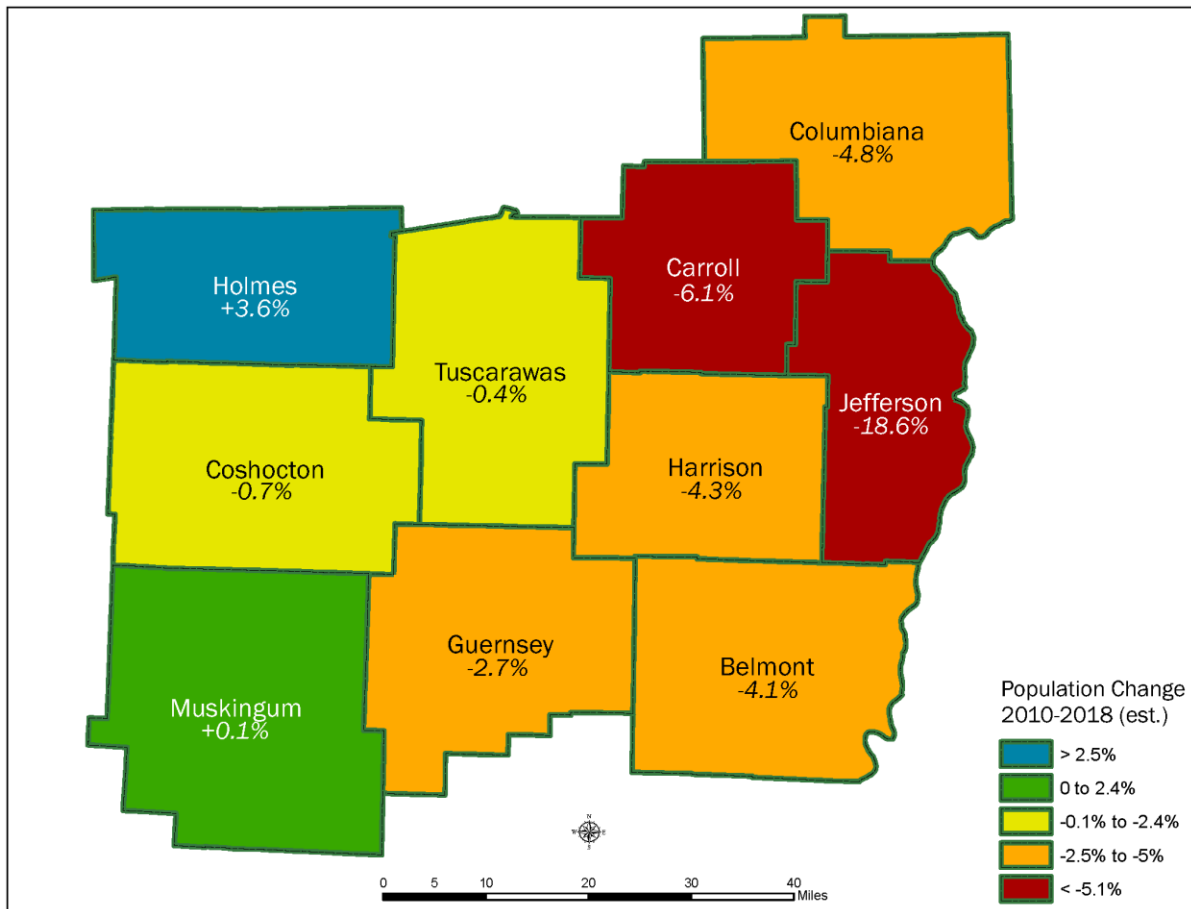 Columbiana
-4.8%
Carroll
-6.1%
Holmes
+3.6%
Tuscarawas
-0.4%
Jefferson
-18.6%
Coshocton
-0.7%
Harrison
-4.3%
Guernsey
-2.7%
Belmont
-4.1%
Muskingum
+0.1%
Population Change
2010-2018 (est.)
> 2.5%
0 to 2.4%
-0.1% to -2.4%
-2.5% to -5%
< -5.1%
N
W E
S
0 5 10 20 30 40
Miles